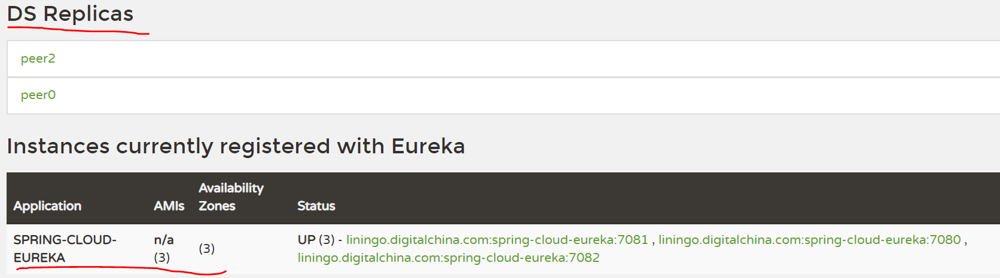 DS Replicas
peer2
peer0
Instances currently registered with Eureka
Application AMIs Availability Zones Status
SPRING-CLOUD-EUREKA n/a (3) (3) UP (3) - liningo.digitalchina.com:spring-cloud-eureka:7081 , liningo.digitalchina.com:spring-cloud-eureka:7080 ,
liningo.digitalchina.com:spring-cloud-eureka:7082